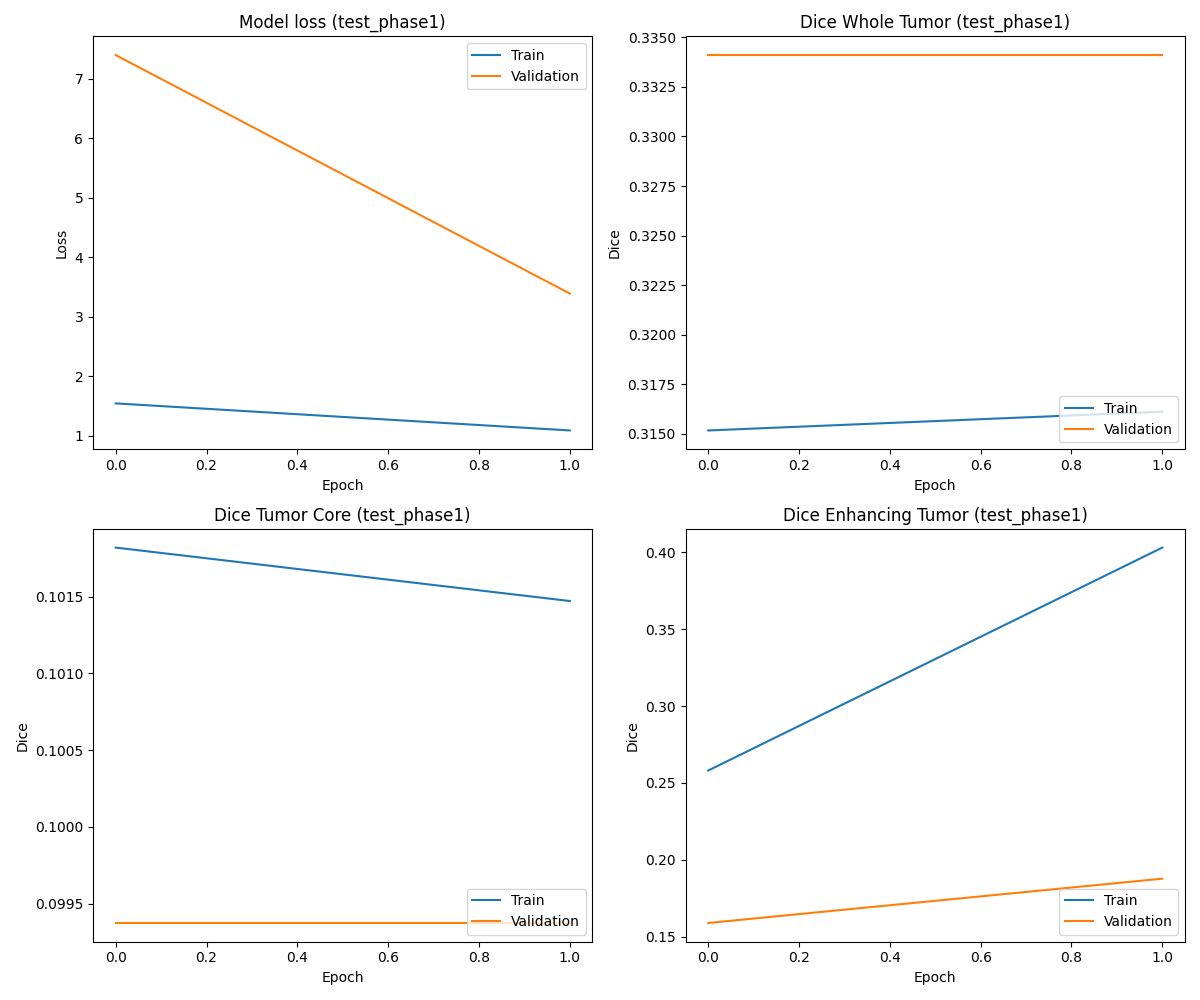 Model loss (test_phase1)
Train
Validation
7
6
5
4
3
2
1
Loss
0.0 0.2 0.4 0.6 0.8 1.0
Epoch
Dice Whole Tumor (test_phase1)
0.3350
0.3325
0.3300
0.3275
0.3250
0.3225
0.3200
0.3175
0.3150
Dice
Train
Validation
0.0 0.2 0.4 0.6 0.8 1.0
Epoch
Dice Tumor Core (test_phase1)
0.1015
0.1010
0.1005
0.1000
0.0995
Dice
Train
Validation
0.0 0.2 0.4 0.6 0.8 1.0
Epoch
Dice Enhancing Tumor (test_phase1)
0.40
0.35
0.30
0.25
0.20
0.15
Dice
Train
Validation
0.0 0.2 0.4 0.6 0.8 1.0
Epoch